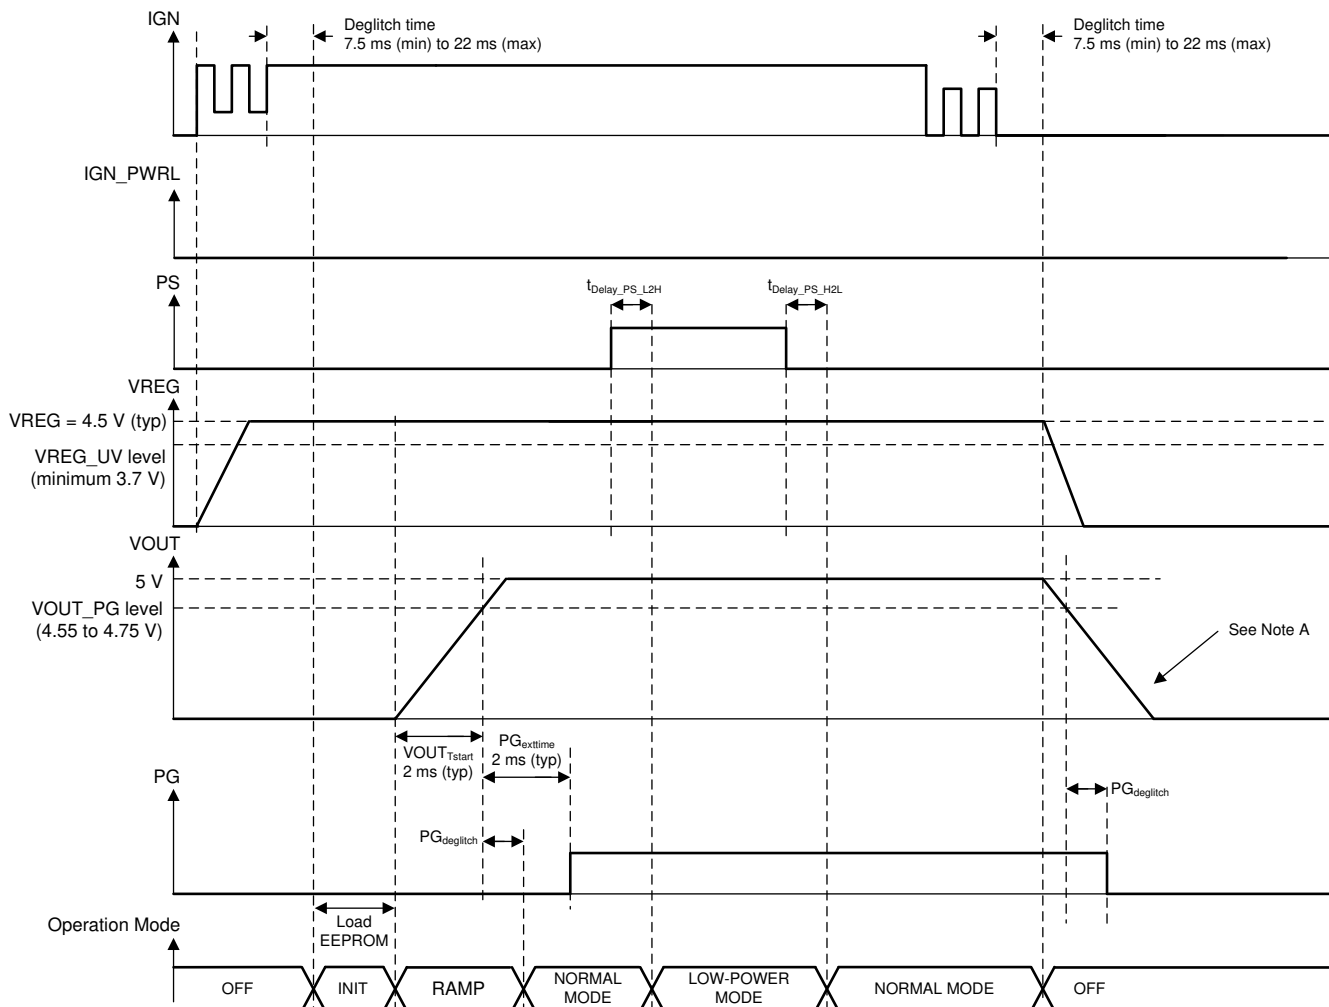 IGN
Deglitch time
7.5 ms (min) to 22 ms (max)
Deglitch time
7.5 ms (min) to 22 ms (max)
IGN_PWRL
PS
tDelay_PS_L2H
tDelay_PS_H2L
VREG
VREG = 4.5 V (typ)
VREG_UV level
(minimum 3.7 V)
VOUT
5 V
VOUT_PG level
(4.55 to 4.75 V)
See Note A
VOUTTstart
2 ms (typ)
PGexttime
2 ms (typ)
PG
PGdeglitch
PGdeglitch
Operation Mode
Load
EEPROM
OFF
INIT
RAMP
NORMAL
MODE
LOW-POWER
MODE
NORMAL MODE
OFF